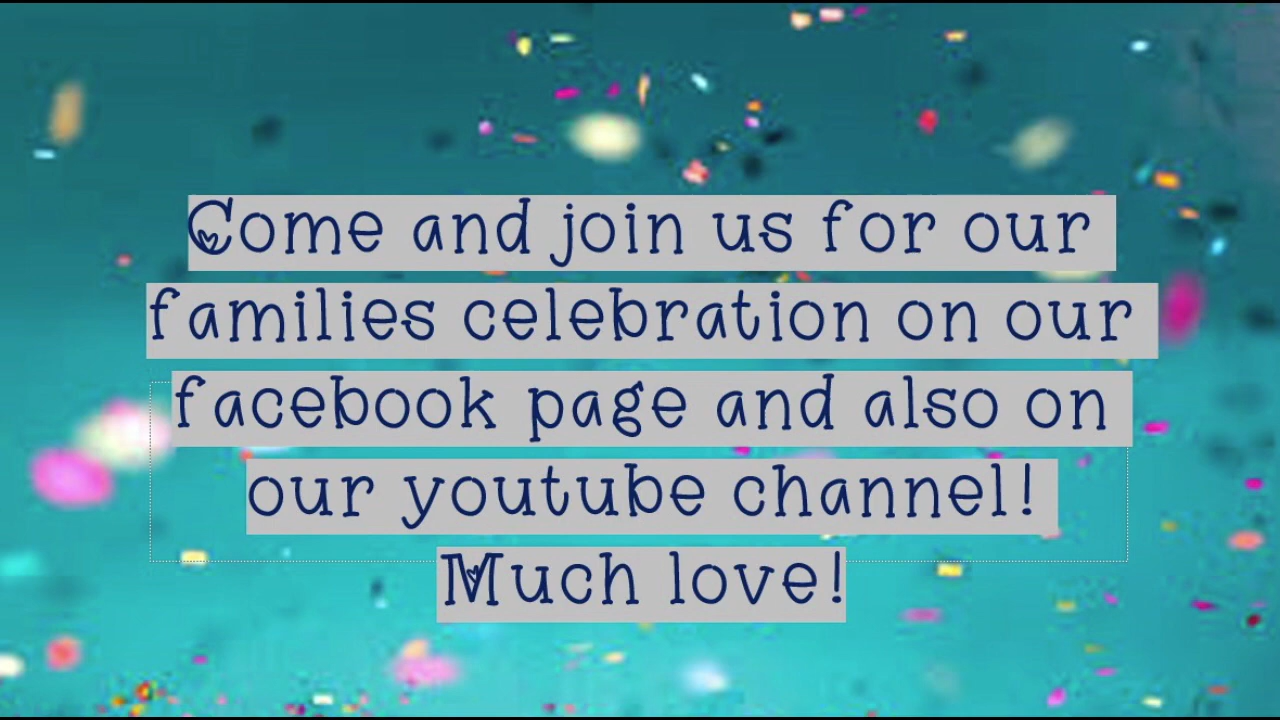 Come and join us for our
families celebration on our
facebook page and also on
our youtube channel!
Much love!